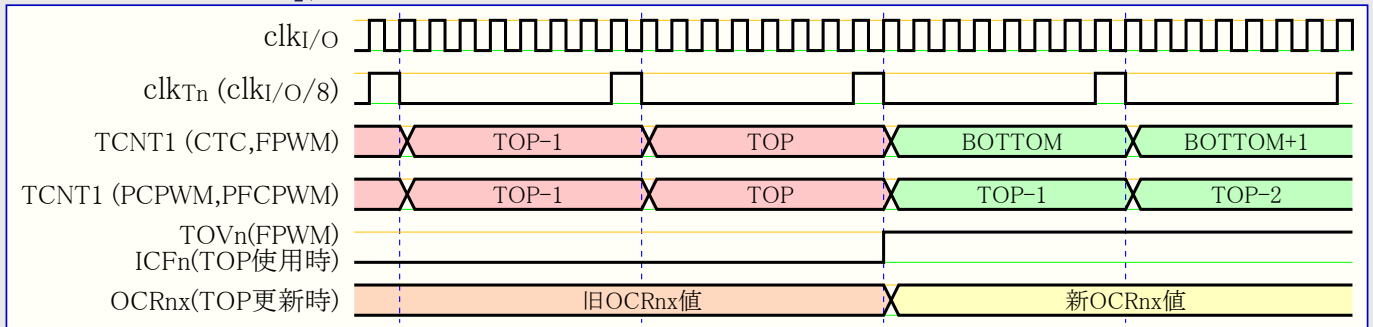 clkI/O
clkTn (clkI/O/8)
TCNT1 (CTC,FPWM) TOP-1 TOP BOTTOM BOTTOM+1
TCNT1 (PCPWM,PFCPWM) TOP-1 TOP TOP-1 TOP-2
TOVn(FPWM)
ICFn(TOP使用時)
OCRnx(TOP更新時) 旧OCRnx値 新OCRnx値